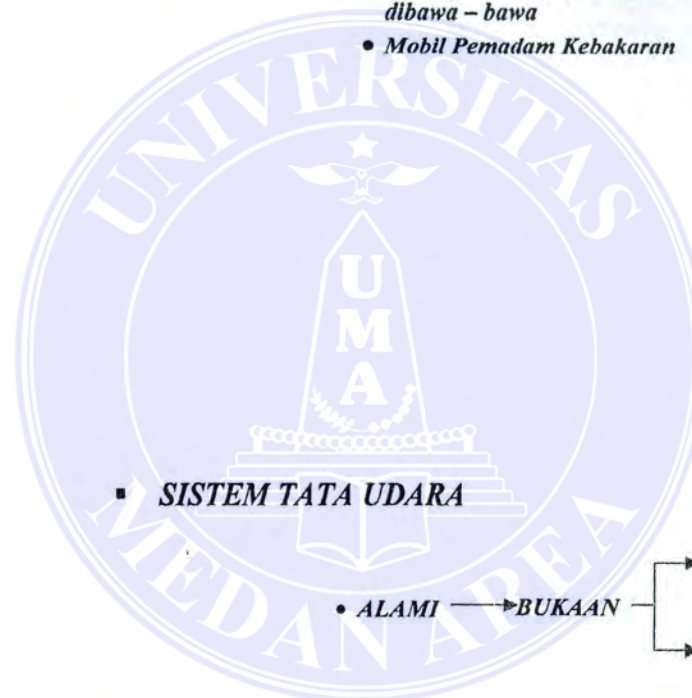 dibawa – bawa
• Mobil Pemadam Kebakaran
UNIVERSITAS
U
M
A
▪ SISTEM TATA UDARA
• ALAMI → BUKAAN
MEDAN AREA